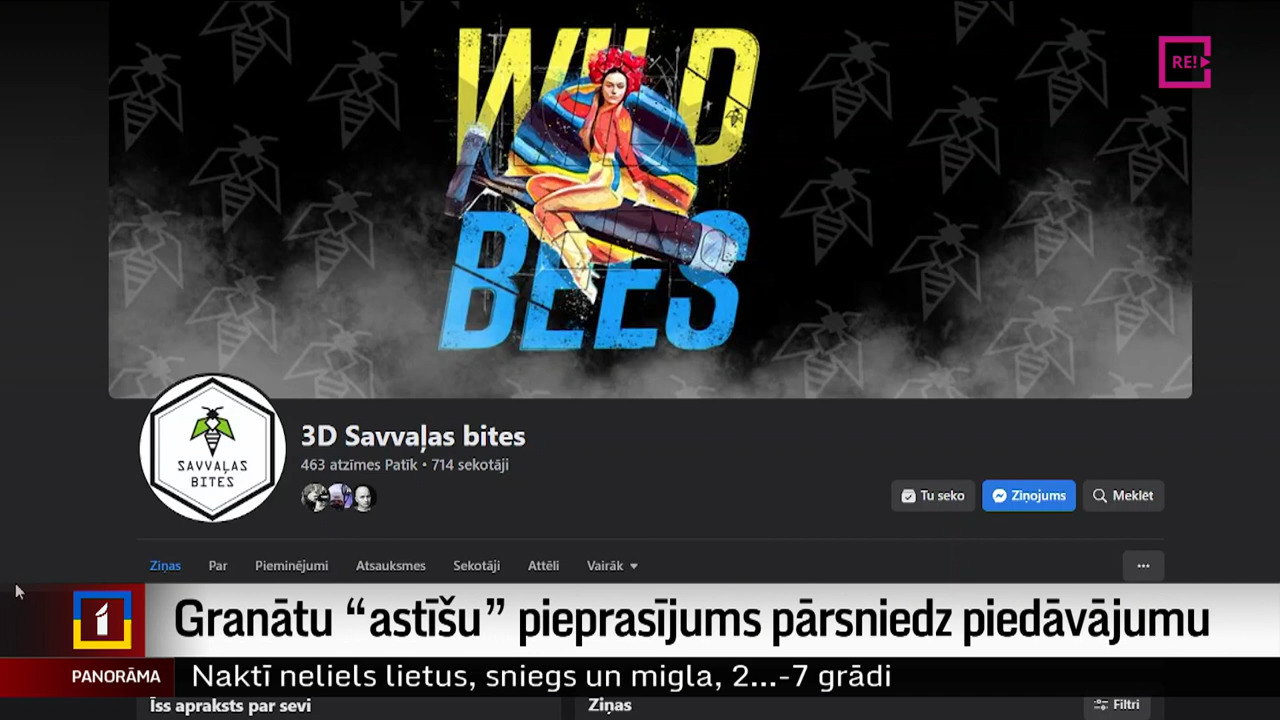 WILD
RE!
BEES
SAVVAĻAS
BITES
3D Savvaļas bites
463 atzīmes Patīk • 714 sekotāji
Tu seko
Ziņojums
Meklēt
Ziņas
Par
Pieminējumi
Atsauksmes
Sekotāji
Attēli
Vairāk
1
Granātu “astīšu” pieprasījums pārsniedz piedāvājumu
PANORĀMA
Naktī neliels lietus, sniegs un migla, 2...-7 grādi
Īss apraksts par sevi
Ziņas
Filtri